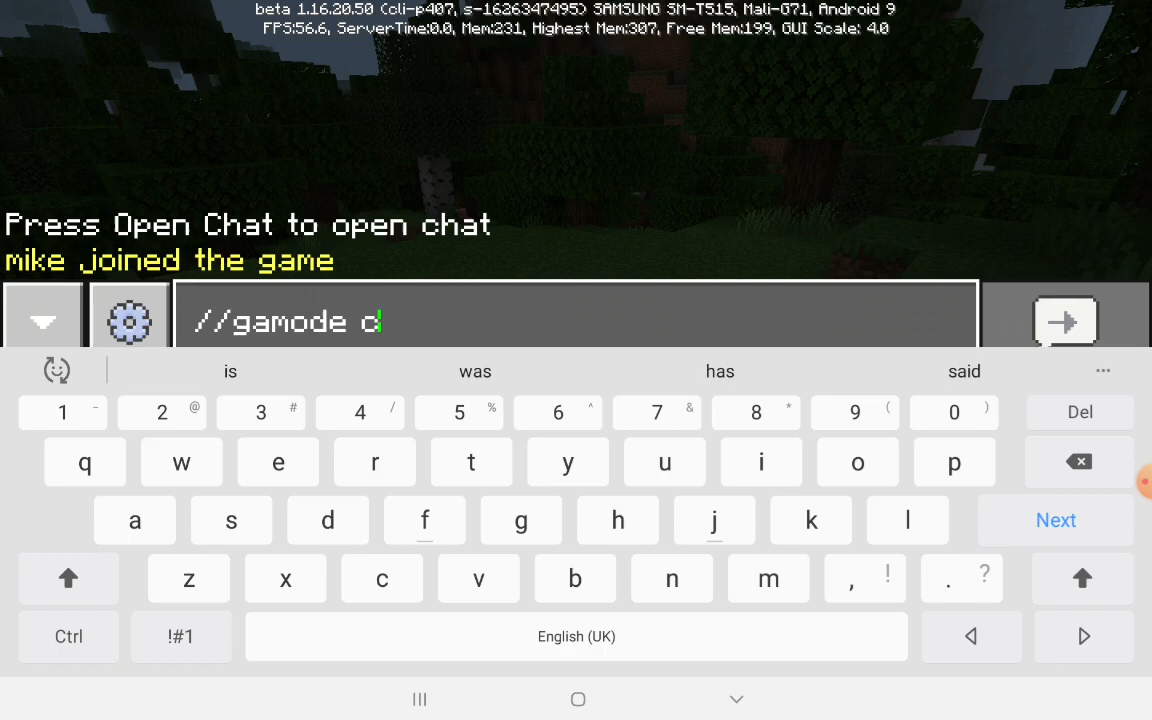 beta 1.16.20.50 (cli-p407, s-1626347495) SAMSUNG SM-T515, Mali-G71, Android 9
FPS:56.6, ServerTime:0.0, Mem:231, Highest Mem:307, Free Mem:199, GUI Scale: 4.0
Press Open Chat to open chat
mike joined the game
//gamode c
is was has said ...
1 - 2 @ 3 # 4 / 5 % 6 ^ 7 & 8 * 9 ( 0 ) Del
q w e r t y u i o p
a s d f g h j k l Next
z x c v b n m , ! . ?
Ctrl !#1 English (UK)